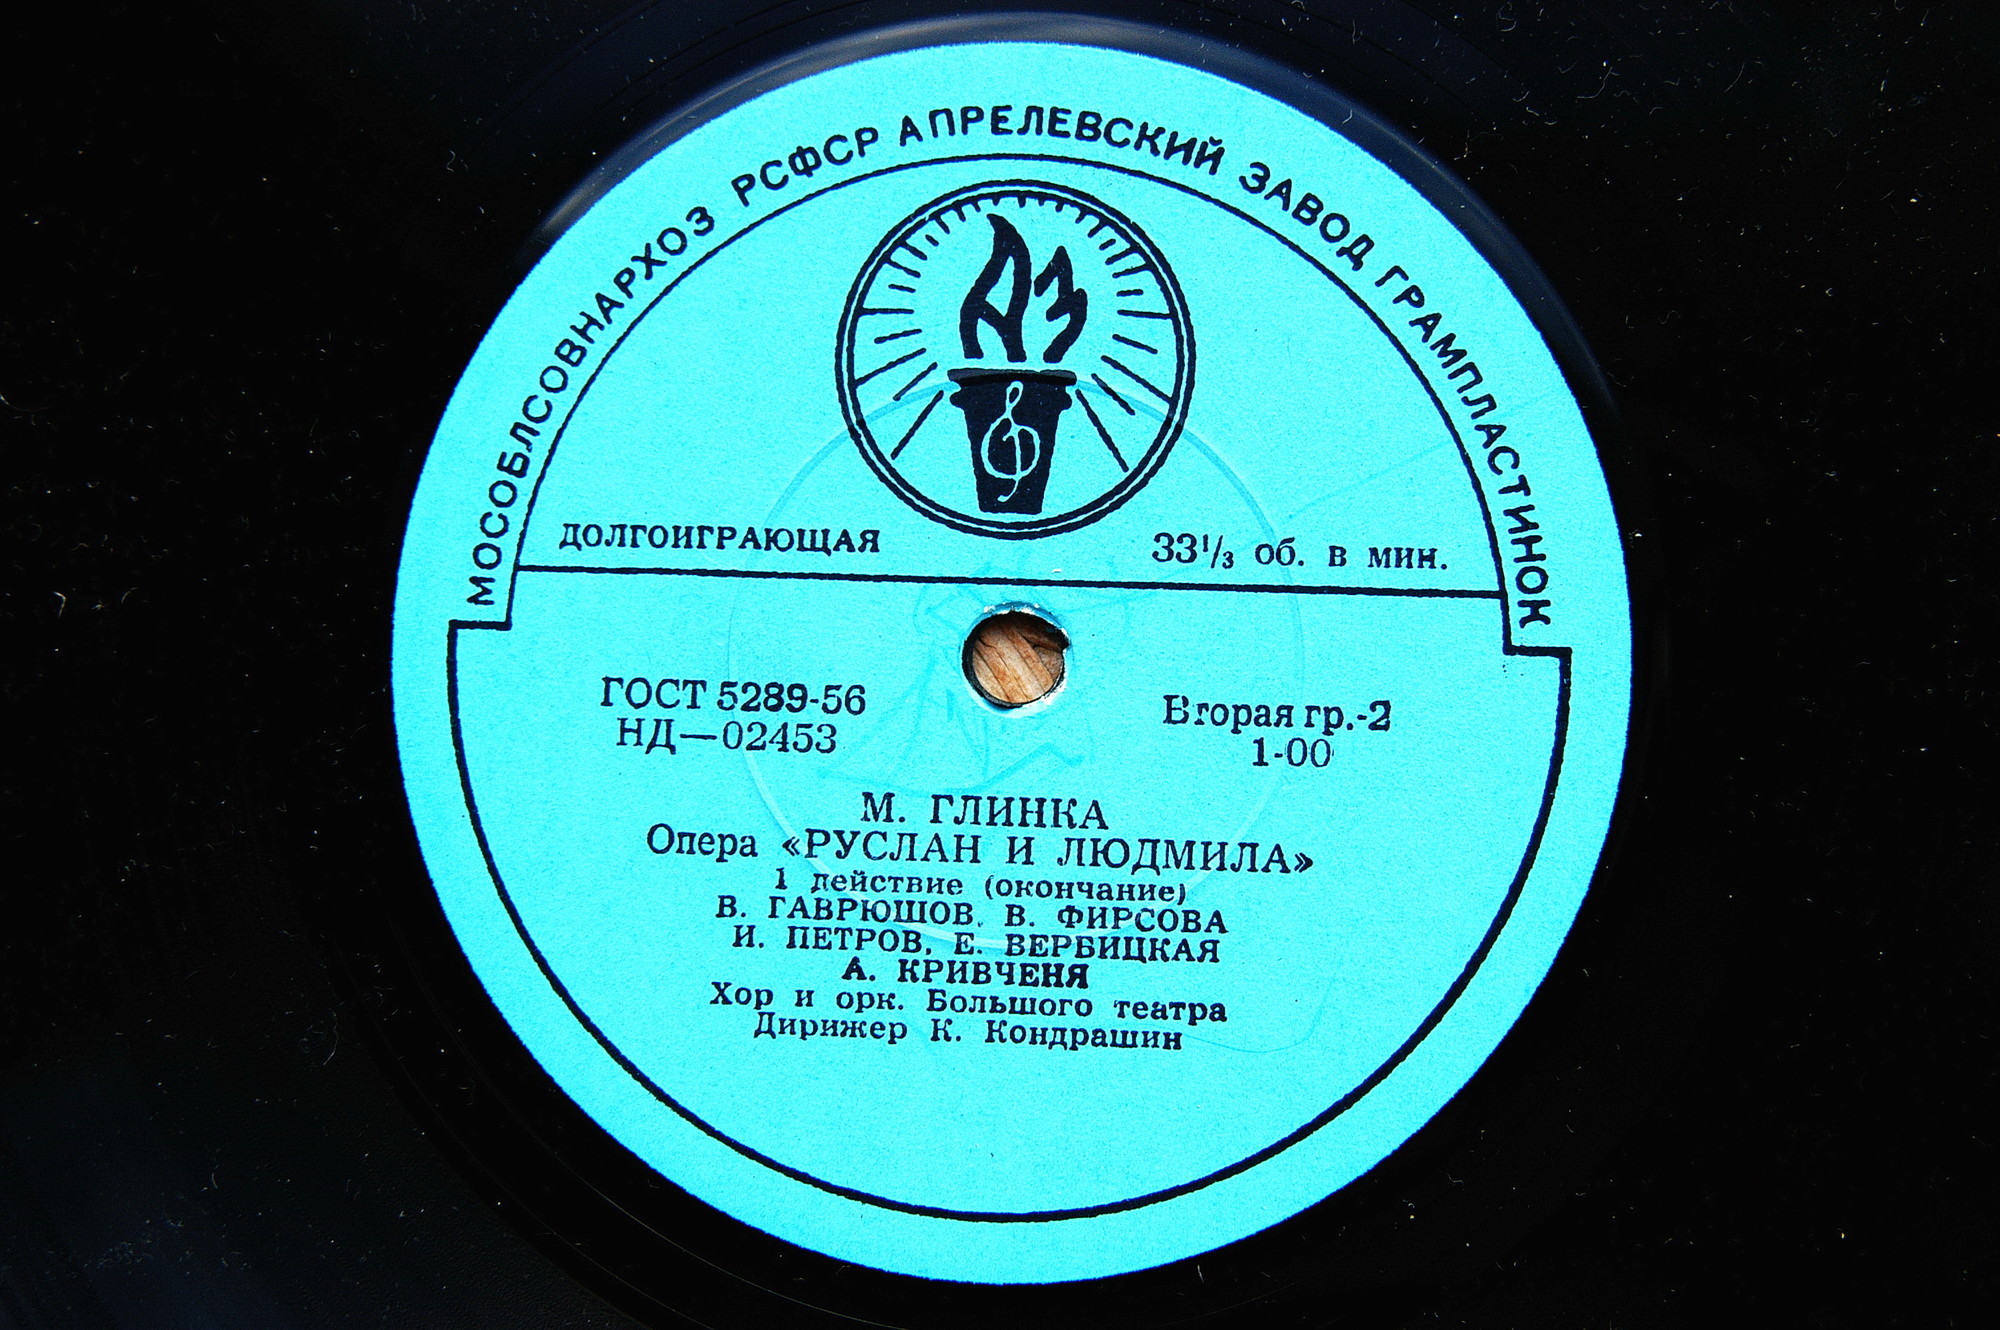 МОСОБЛСОВНАРХОЗ РСФСР АПРЕЛЕВСКИЙ ЗАВОД ГРАМПЛАСТИНОК
АЗ
ДОЛГОИГРАЮЩАЯ
33⅓ об. в мин.
ГОСТ 5289-56
НД—02453
Вторая гр.-2
1-00
М. ГЛИНКА
Опера «РУСЛАН И ЛЮДМИЛА»
1 действие (окончание)
В. ГАВРЮШОВ, В. ФИРСОВА
И. ПЕТРОВ, Е. ВЕРБИЦКАЯ
А. КРИВЧЕНЯ
Хор и орк. Большого театра
Дирижер К. Кондрашин